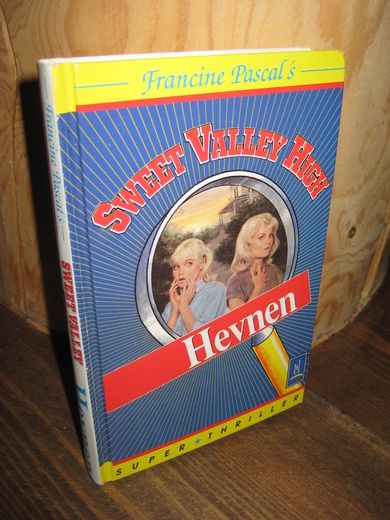 Francine Pascal's
SWEET VALLEY HIGH
Hevnen
SUPER ★ THRILLER
Francine Pascal's
SWEET VALLEY